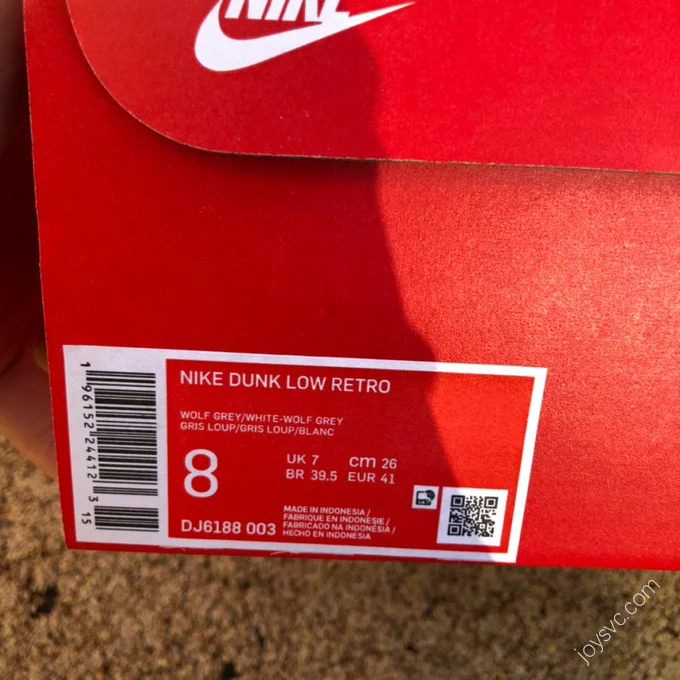 NIKE
NIKE DUNK LOW RETRO
WOLF GREY/WHITE-WOLF GREY
GRIS LOUP/GRIS LOUP/BLANC
8
UK 7 cm 26
BR 39.5 EUR 41
DJ6188 003
MADE IN INDONESIA/
FABRIQUE EN INDONESIE/
FABRICADO NA INDONESIA/
HECHO EN INDONESIA
1 96152 24412 3 15
joysvc.com